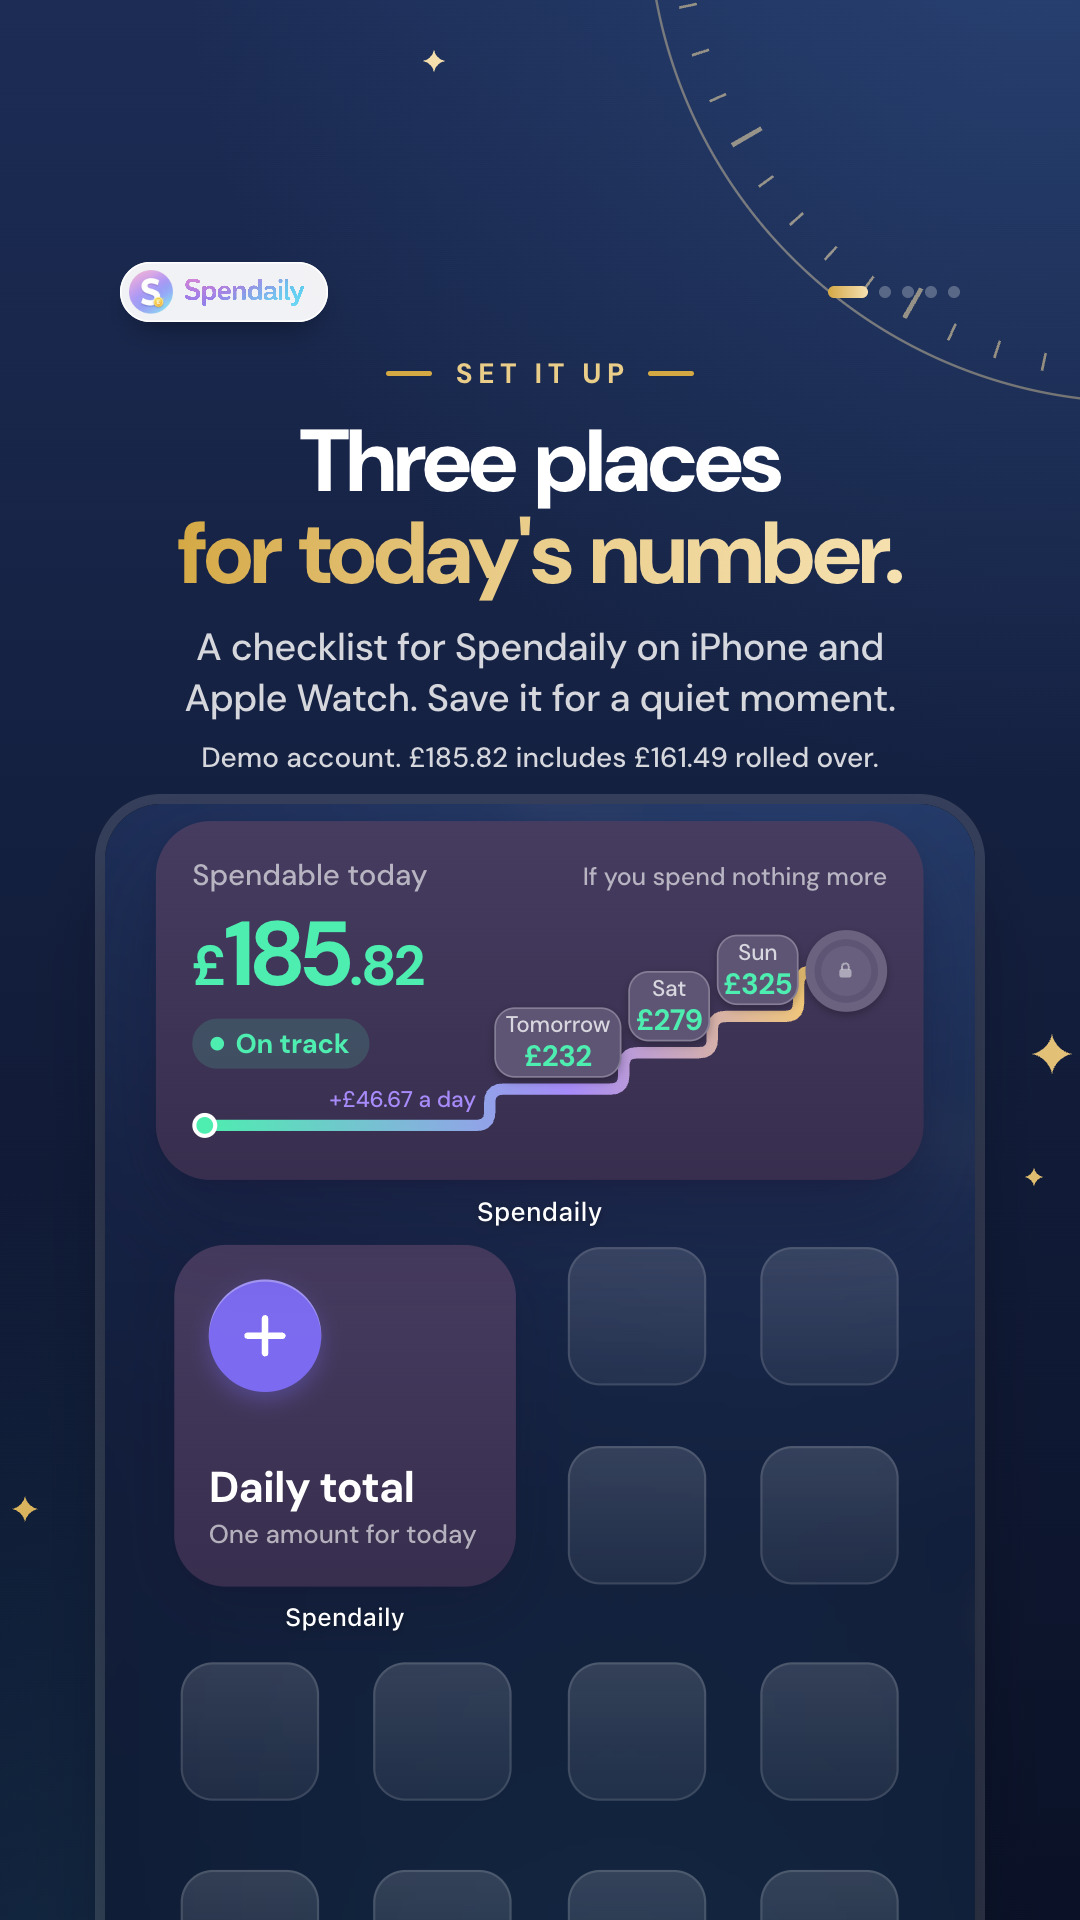 Spendaily
SET IT UP
Three places
for today's number.
A checklist for Spendaily on iPhone and
Apple Watch. Save it for a quiet moment.
Demo account. £185.82 includes £161.49 rolled over.
Spendable today
If you spend nothing more
£185.82
On track
Sun
£325
Sat
£279
Tomorrow
£232
+£46.67 a day
Spendaily
Daily total
One amount for today
Spendaily